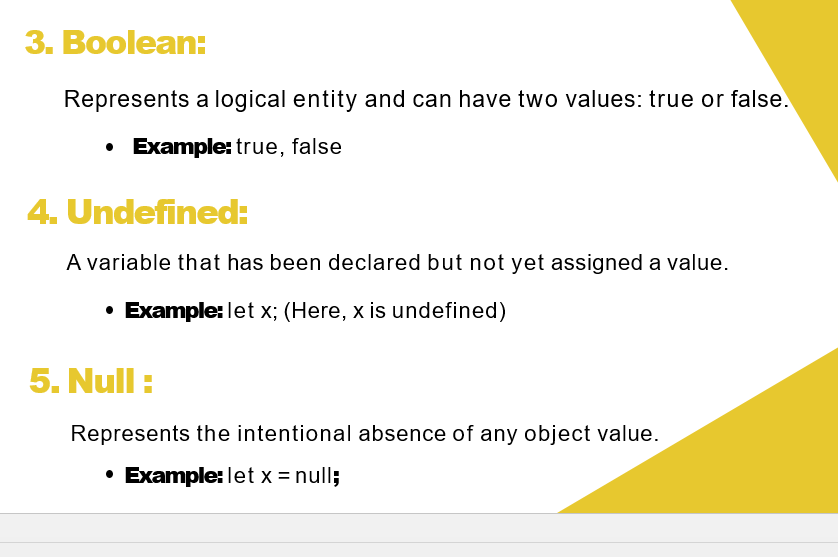 3. Boolean:
Represents a logical entity and can have two values: true or false.
• Example: true, false
4. Undefined:
A variable that has been declared but not yet assigned a value.
• Example: let x; (Here, x is undefined)
5. Null :
Represents the intentional absence of any object value.
• Example: let x = null;